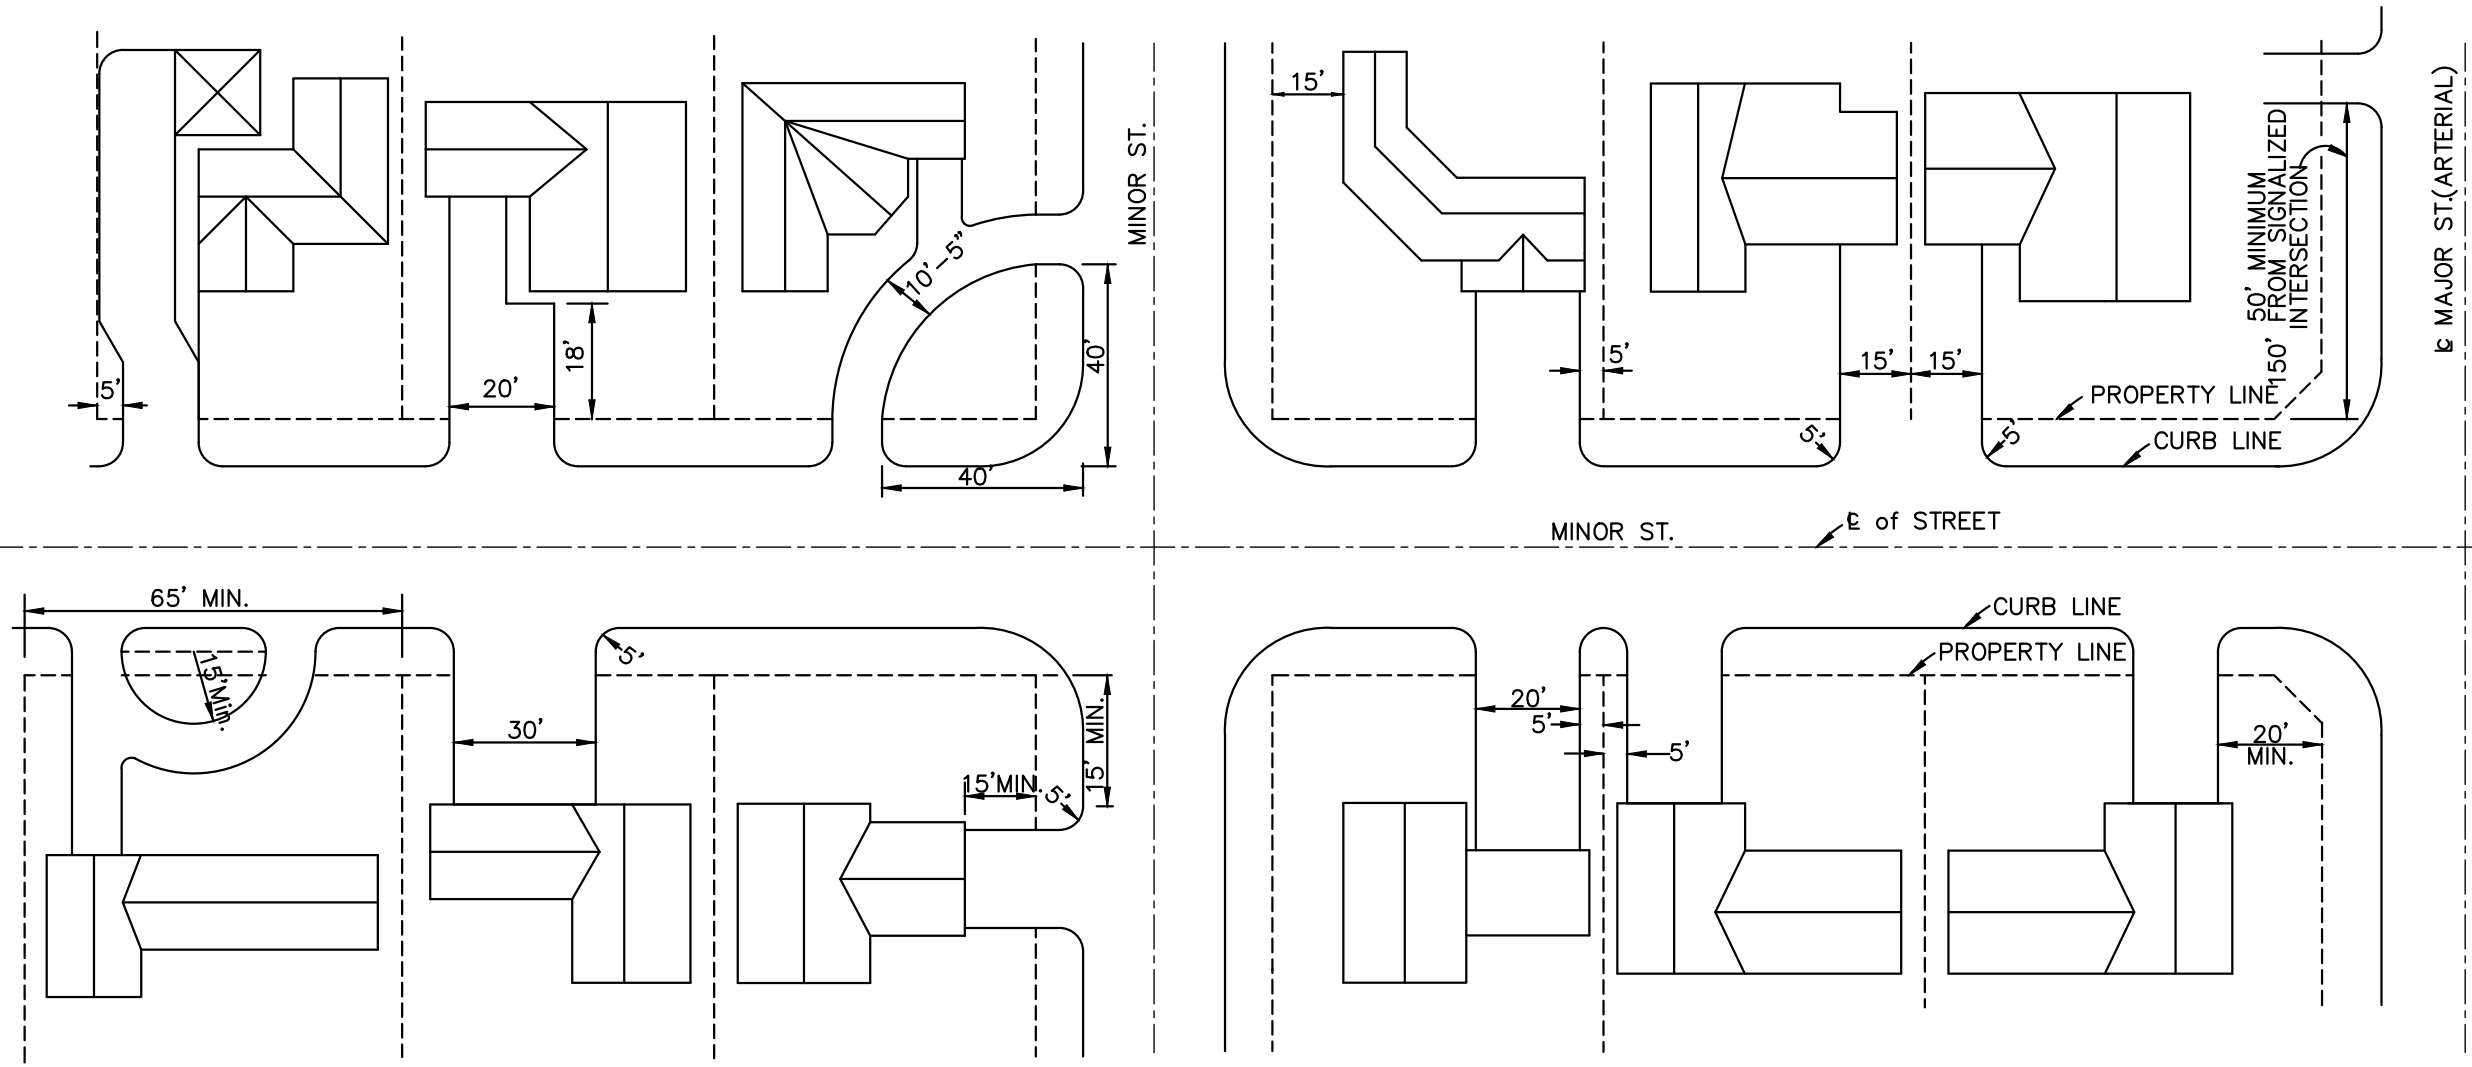 15'
MINOR ST.
℄ MAJOR ST.(ARTERIAL)
50' MINIMUM
FROM SIGNALIZED
INTERSECTION
150'
10'-5"
18'
40'
5'
15'
15'
5'
20'
PROPERTY LINE
5'
5'
CURB LINE
40'
℄ of STREET
MINOR ST.
65' MIN.
CURB LINE
5'
PROPERTY LINE
15'Min.
20'
15' MIN.
30'
5'
5'
20'
MIN.
15'MIN.
5'